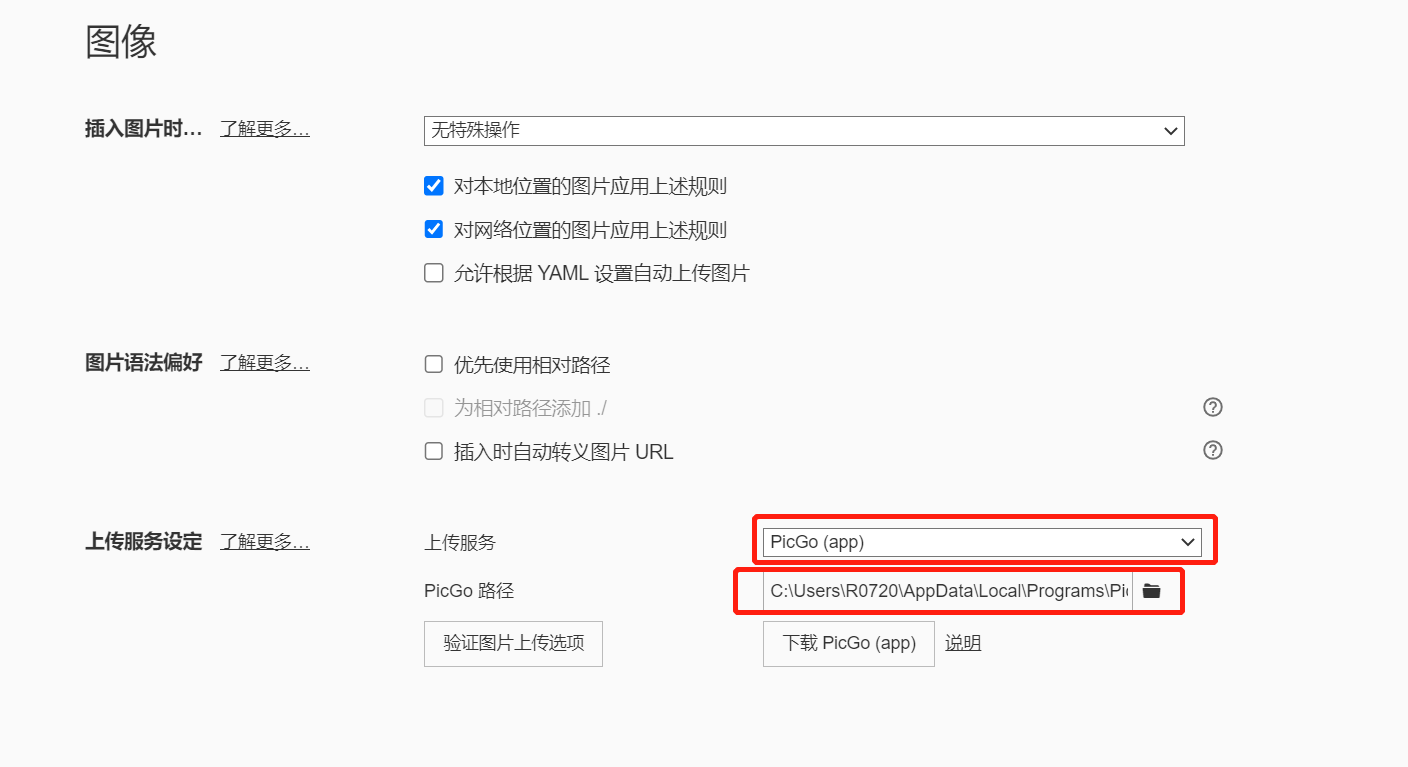 图像
插入图片时… 了解更多… 无特殊操作
对本地位置的图片应用上述规则
对网络位置的图片应用上述规则
允许根据 YAML 设置自动上传图片
图片语法偏好 了解更多… 优先使用相对路径
为相对路径添加 ./
插入时自动转义图片 URL
上传服务设定 了解更多… 上传服务 PicGo (app)
PicGo 路径 C:\Users\R0720\AppData\Local\Programs\Pic
验证图片上传选项 下载 PicGo (app) 说明